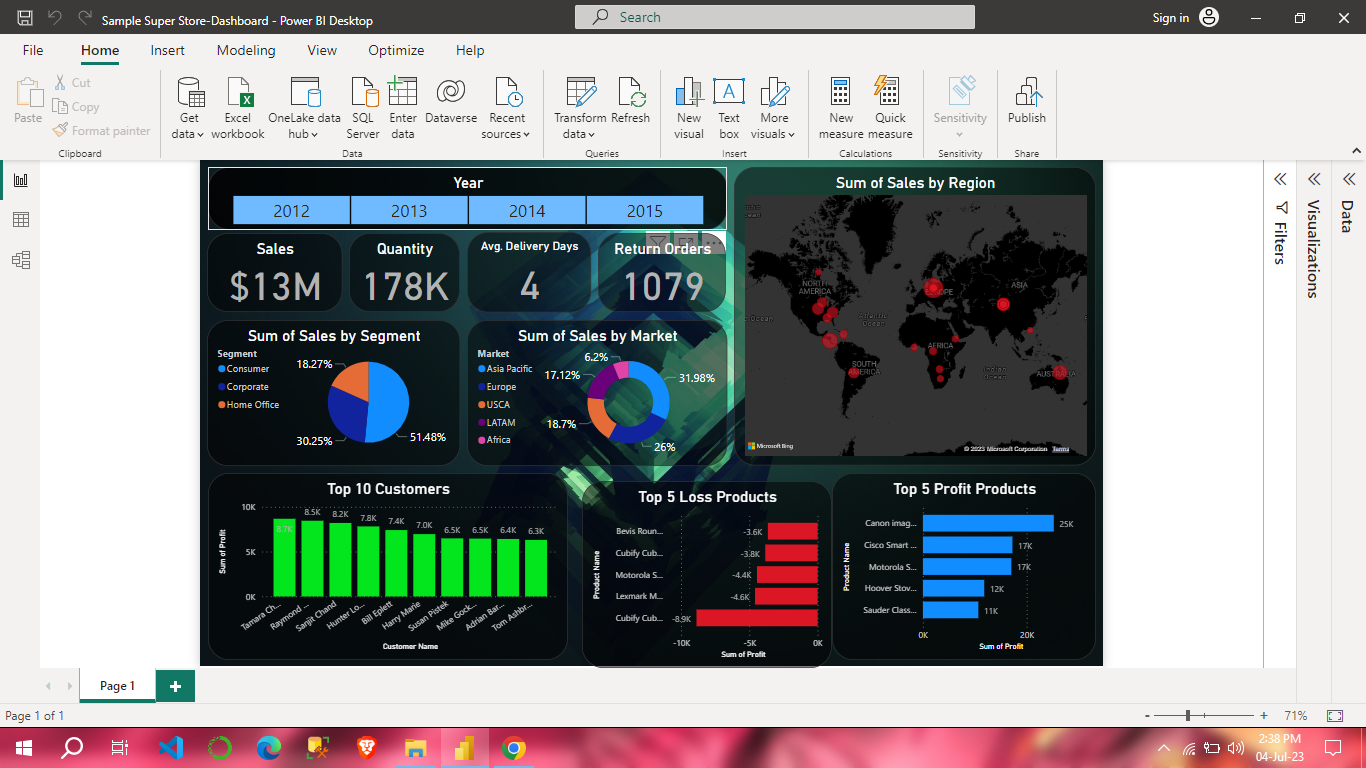 Sample Super Store-Dashboard - Power BI Desktop
Search
Sign in
File Home Insert Modeling View Optimize Help
Paste
Cut
Copy
Format painter
Clipboard
Get data
Excel workbook
OneLake data hub
SQL Server
Enter data
Dataverse
Recent sources
Data
Transform data
Refresh
Queries
New visual
Text box
More visuals
Insert
New measure
Quick measure
Calculations
Sensitivity
Sensitivity
Publish
Share
Year
2012 2013 2014 2015
Sales
$13M
Quantity
178K
Avg. Delivery Days
4
Return Orders
1079
Sum of Sales by Region
NORTH AMERICA
EUROPE
ASIA
Atlantic Ocean
AFRICA
SOUTH AMERICA
Indian Ocean
AUSTRALIA
Microsoft Bing
© 2023 Microsoft Corporation Terms
Sum of Sales by Segment
Segment
Consumer
Corporate
Home Office
18.27%
30.25%
51.48%
Sum of Sales by Market
Market
Asia Pacific
Europe
USCA
LATAM
Africa
6.2%
17.12%
31.98%
18.7%
26%
Top 10 Customers
Sum of Profit
10K
5K
0K
8.7K 8.5K 8.2K 7.8K 7.4K 7.0K 6.5K 6.5K 6.4K 6.3K
Tamara Ch...
Raymond ...
Sanjit Chand
Hunter Lo...
Bill Eplett
Harry Marie
Susan Pistek
Mike Gock...
Adrian Bar...
Tom Ashbr...
Customer Name
Top 5 Loss Products
Product Name
Bevis Roun... -3.6K
Cubify Cub... -3.8K
Motorola S... -4.4K
Lexmark M... -4.6K
Cubify Cub... -8.9K
-10K -5K 0K
Sum of Profit
Top 5 Profit Products
Product Name
Canon imag... 25K
Cisco Smart ... 17K
Motorola S... 17K
Hoover Stov... 12K
Sauder Class... 11K
0K 20K
Sum of Profit
Filters
Visualizations
Data
Page 1
Page 1 of 1
- + 71%
2:38 PM
04-Jul-23